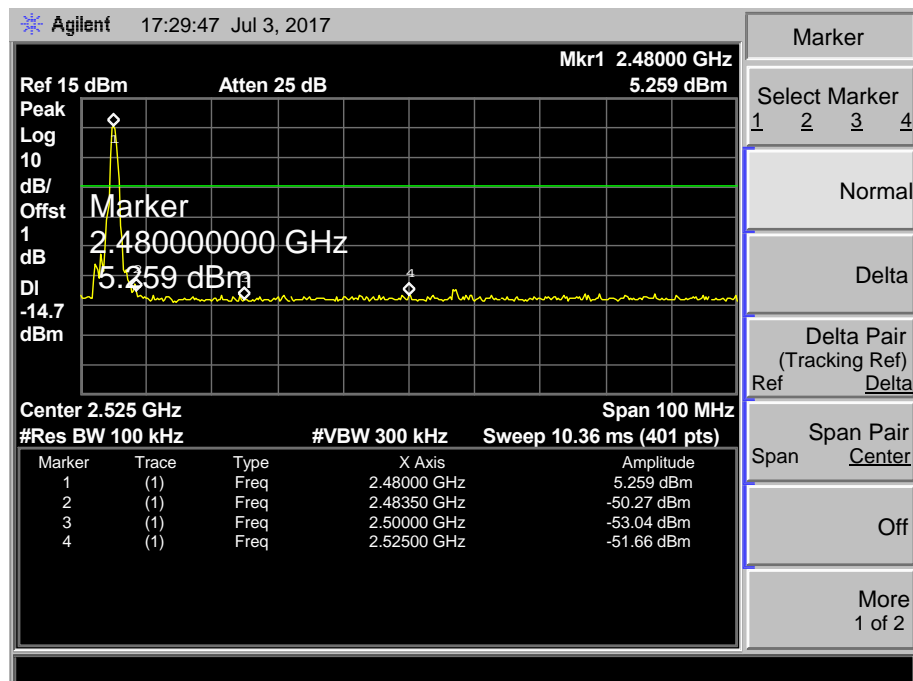 Agilent 17:29:47 Jul 3, 2017
Mkr1 2.48000 GHz
Ref 15 dBm Atten 25 dB 5.259 dBm
Peak
Log
10
dB/
Offst
1
dB
DI
-14.7
dBm
1
4
Marker
2.480000000 GHz
5.259 dBm
Center 2.525 GHz Span 100 MHz
#Res BW 100 kHz #VBW 300 kHz Sweep 10.36 ms (401 pts)
Marker Trace Type X Axis Amplitude
1 (1) Freq 2.48000 GHz 5.259 dBm
2 (1) Freq 2.48350 GHz -50.27 dBm
3 (1) Freq 2.50000 GHz -53.04 dBm
4 (1) Freq 2.52500 GHz -51.66 dBm
Marker
Select Marker
1 2 3 4
Normal
Delta
Delta Pair
(Tracking Ref)
Ref Delta
Span Pair
Span Center
Off
More
1 of 2